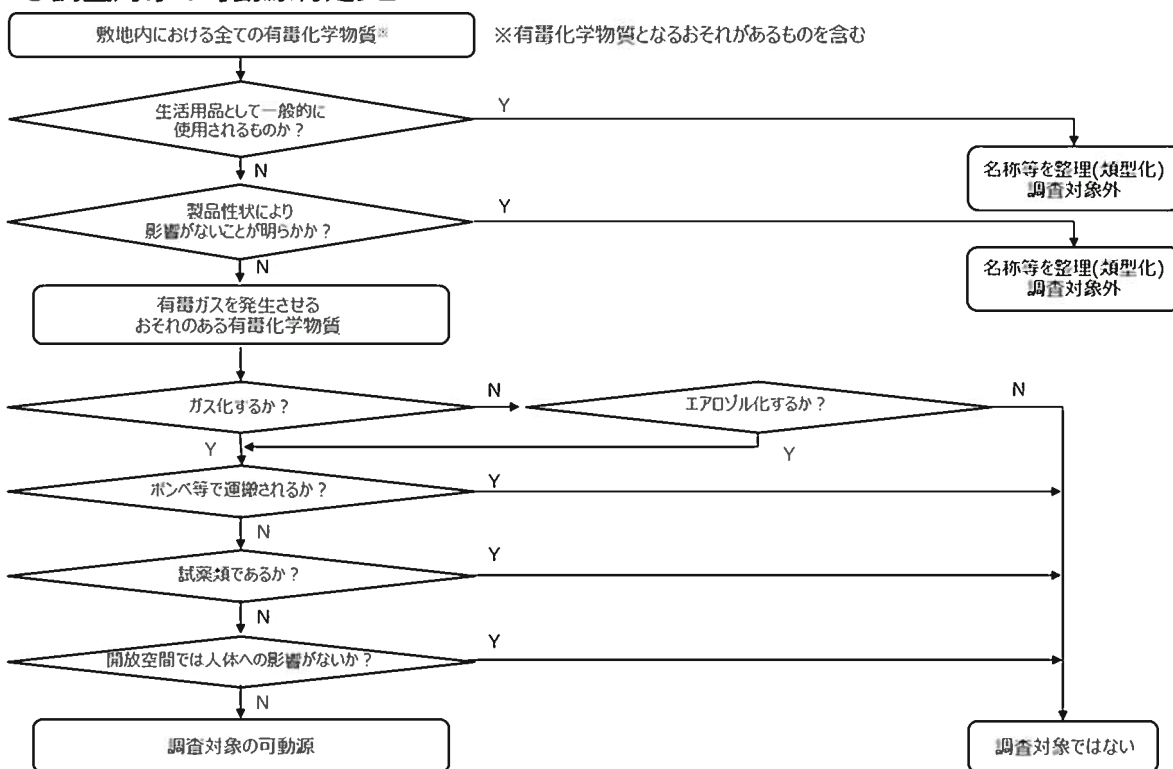 敷地内における全ての有毒化学物質※
※有毒化学物質となるおそれがあるものを含む
生活用品として一般的に
使用されるものか？
Y
N
名称等を整理(類型化)
調査対象外
製品性状により
影響がないことが明らかか？
Y
N
名称等を整理(類型化)
調査対象外
有毒ガスを発生させる
おそれのある有毒化学物質
ガス化するか？
N
エアロゾル化するか？
N
Y
Y
ボンベ等で運搬されるか？
Y
N
試薬類であるか？
Y
N
開放空間では人体への影響がないか？
Y
N
調査対象の可動源
調査対象ではない